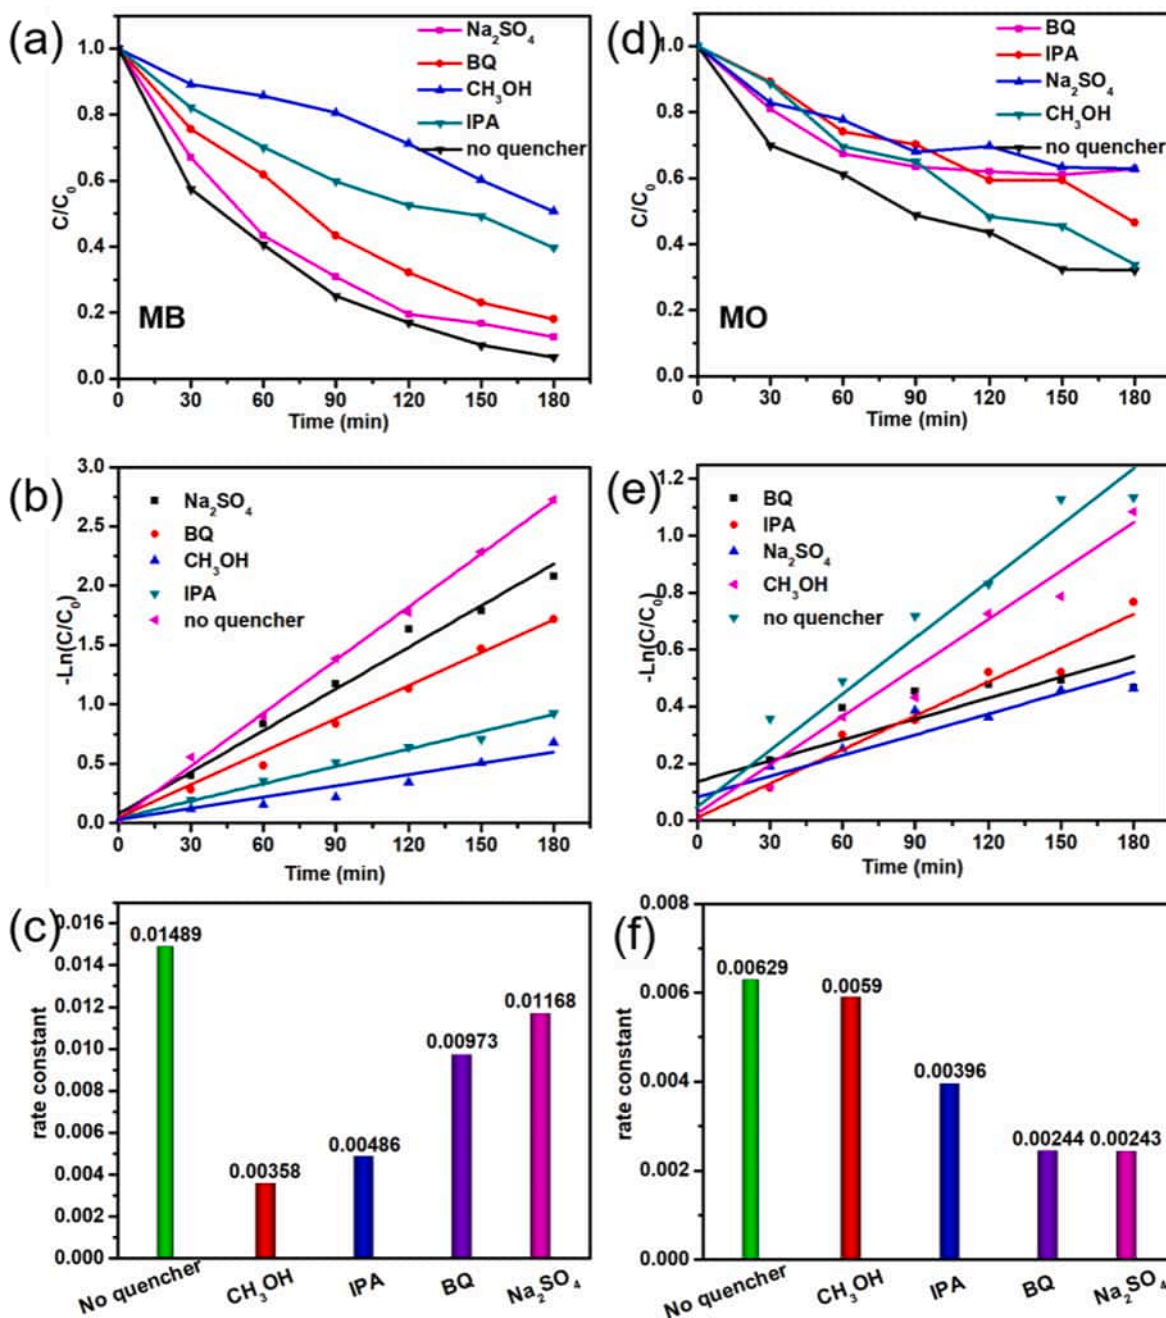 (a)
Na₂SO₄
BQ
CH₃OH
IPA
no quencher
1.0
0.8
0.6
0.4
0.2
0.0
C/C₀
MB
0 30 60 90 120 150 180
Time (min)
(d)
BQ
IPA
Na₂SO₄
CH₃OH
no quencher
1.0
0.8
0.6
0.4
0.2
0.0
C/C₀
MO
0 30 60 90 120 150 180
Time (min)
(b)
Na₂SO₄
BQ
CH₃OH
IPA
no quencher
3.0
2.5
2.0
1.5
1.0
0.5
0.0
-Ln(C/C₀)
0 30 60 90 120 150 180
Time (min)
(e)
BQ
IPA
Na₂SO₄
CH₃OH
no quencher
1.2
1.0
0.8
0.6
0.4
0.2
0.0
-Ln(C/C₀)
0 30 60 90 120 150 180
Time (min)
(c)
0.016
0.014
0.012
0.010
0.008
0.006
0.004
0.002
0.000
rate constant
0.01489
0.00358
0.00486
0.00973
0.01168
No quencher
CH₃OH
IPA
BQ
Na₂SO₄
(f)
0.008
0.006
0.004
0.002
0.000
rate constant
0.00629
0.0059
0.00396
0.00244
0.00243
No quencher
CH₃OH
IPA
BQ
Na₂SO₄